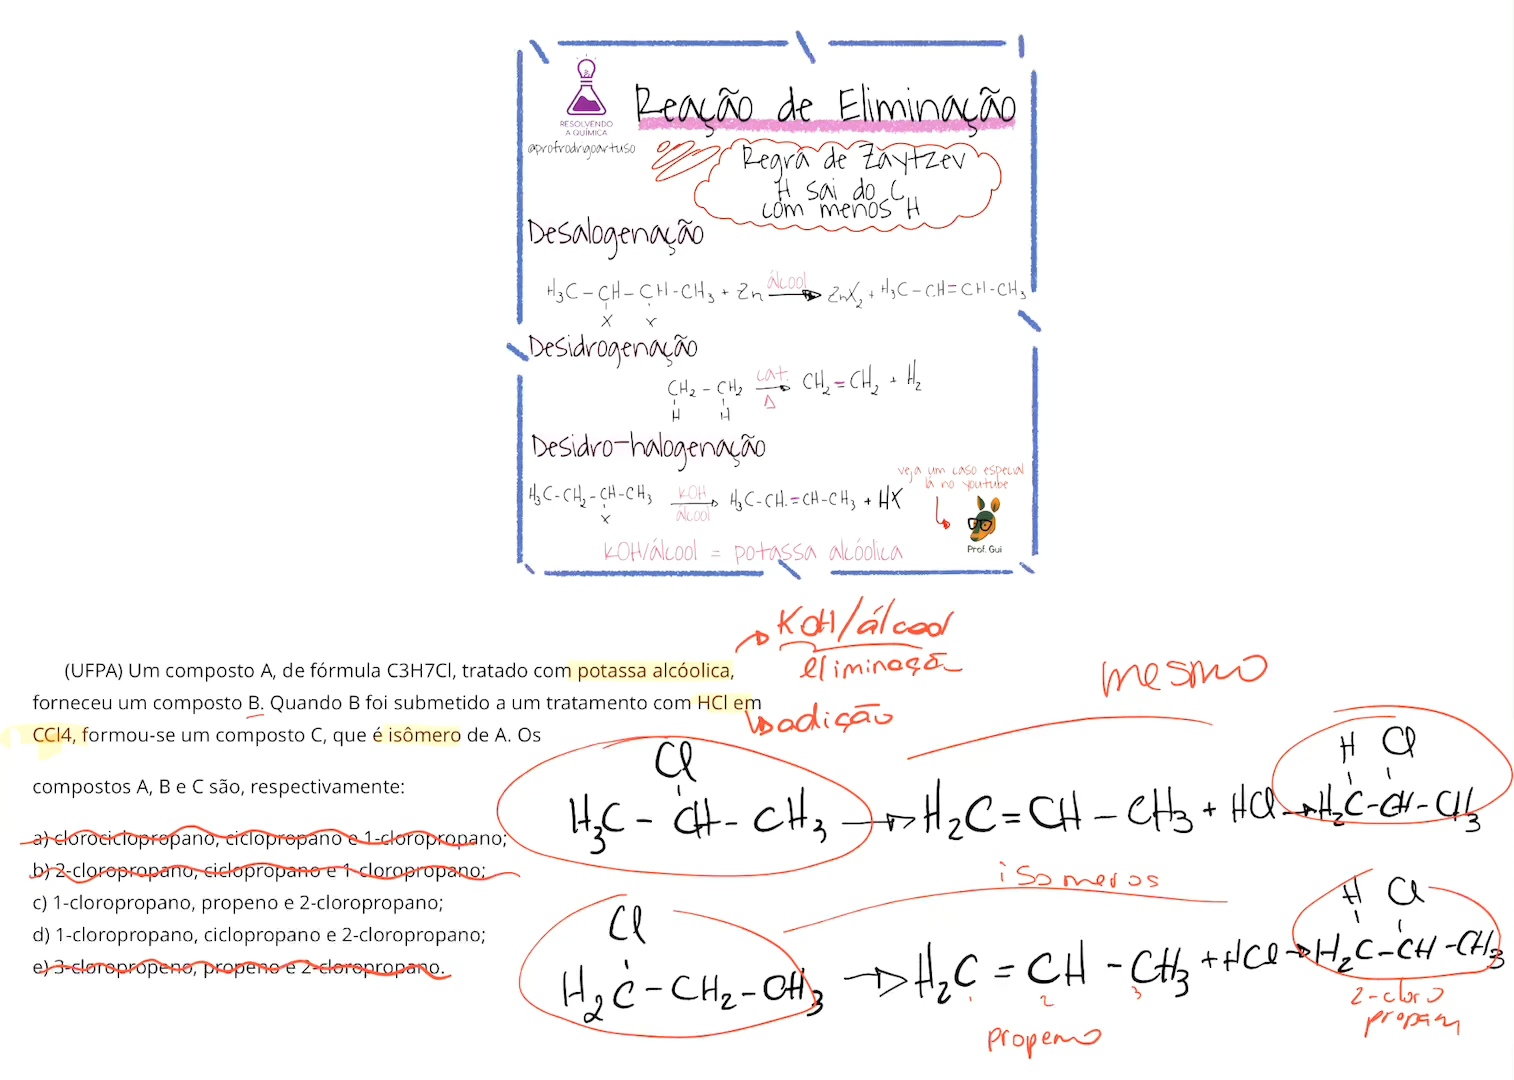 RESOLVENDO
A QUÍMICA
@profrodrigoartuso
Reação de Eliminação
Regra de Zaytzev
H sai do C
com menos H
Desalogenação
H3C-CH-CH-CH3 + Zn álcool → ZnX2 + H3C-CH=CH-CH3
X X
Desidrogenação
CH2-CH2 cat. Δ → CH2=CH2 + H2
H H
Desidro-halogenação
veja um caso especial
lá no youtube
H3C-CH2-CH-CH3 KOH álcool → H3C-CH=CH-CH3 + HX
X
Prof. Gui
KOH/álcool = potassa alcóolica
KOH/álcool
eliminação
(UFPA) Um composto A, de fórmula C3H7Cl, tratado com potassa alcóolica,
forneceu um composto B. Quando B foi submetido a um tratamento com HCl em
CCl4, formou-se um composto C, que é isômero de A. Os
compostos A, B e C são, respectivamente:
a) clorociclopropano, ciclopropano e 1-cloropropano;
b) 2-cloropropano, ciclopropano e 1-cloropropano;
c) 1-cloropropano, propeno e 2-cloropropano;
d) 1-cloropropano, ciclopropano e 2-cloropropano;
e) 3-cloropropeno, propeno e 2-cloropropano.
adição
mesmo
Cl
H Cl
H3C-CH-CH3 → H2C=CH-CH3 + HCl → H2C-CH-CH3
isomeros
Cl
H Cl
H2C-CH2-CH3 → H2C=CH-CH3 + HCl → H2C-CH-CH3
1 2 3
propeno
2-cloro
propan